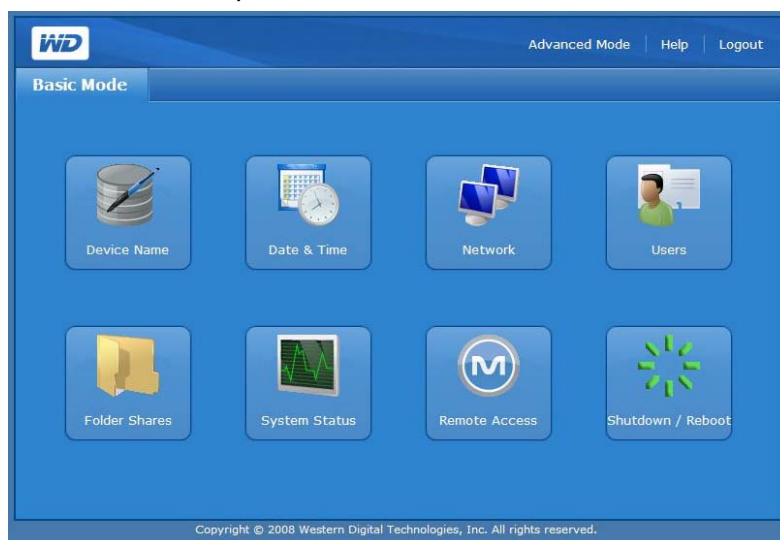 WD
Advanced Mode Help Logout
Basic Mode
Device Name
Date & Time
Network
Users
Folder Shares
System Status
Remote Access
Shutdown / Reboot
Copyright © 2008 Western Digital Technologies, Inc. All rights reserved.